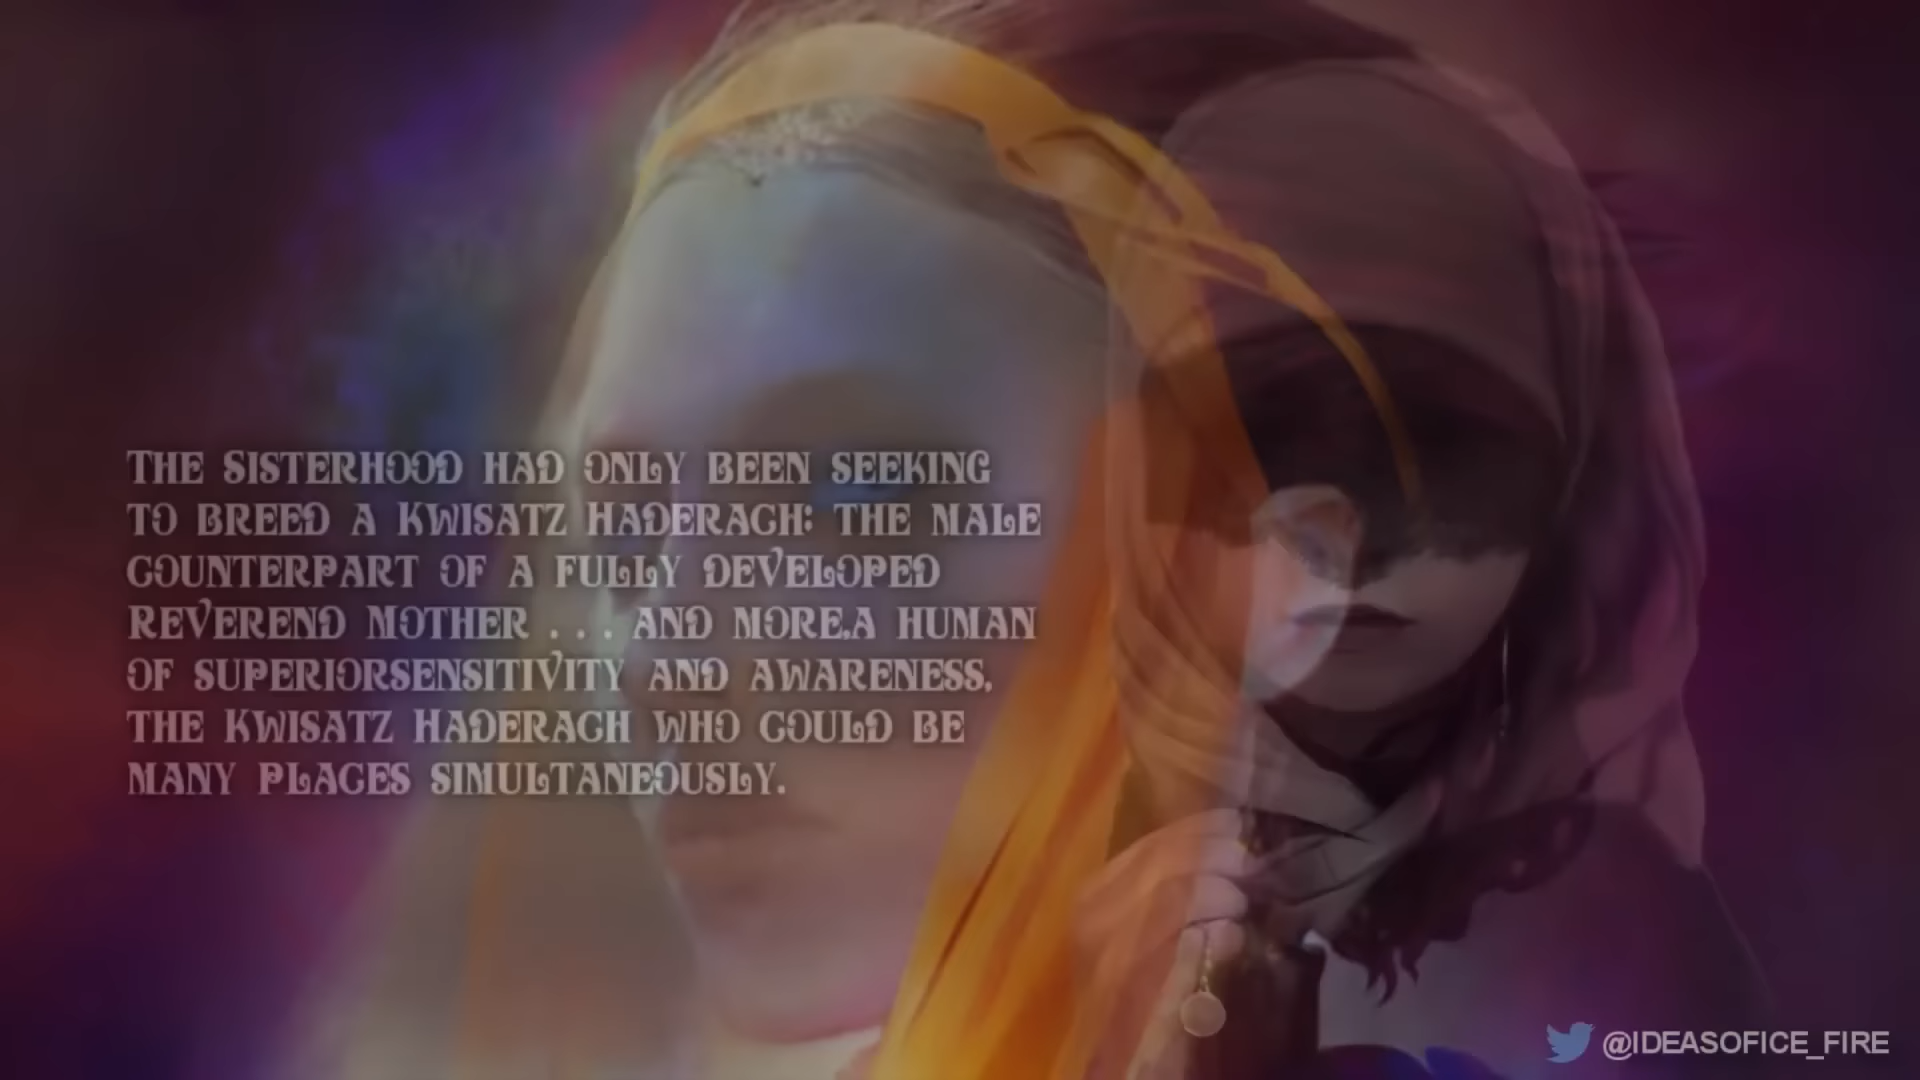 The Sisterhood had only been seeking
to breed a Kwisatz Haderach: the male
counterpart of a fully developed
Reverend Mother . . . and more,a human
of superiorsensitivity and awareness,
the Kwisatz Haderach who could be
many places simultaneously.
@IDEASOFICE_FIRE